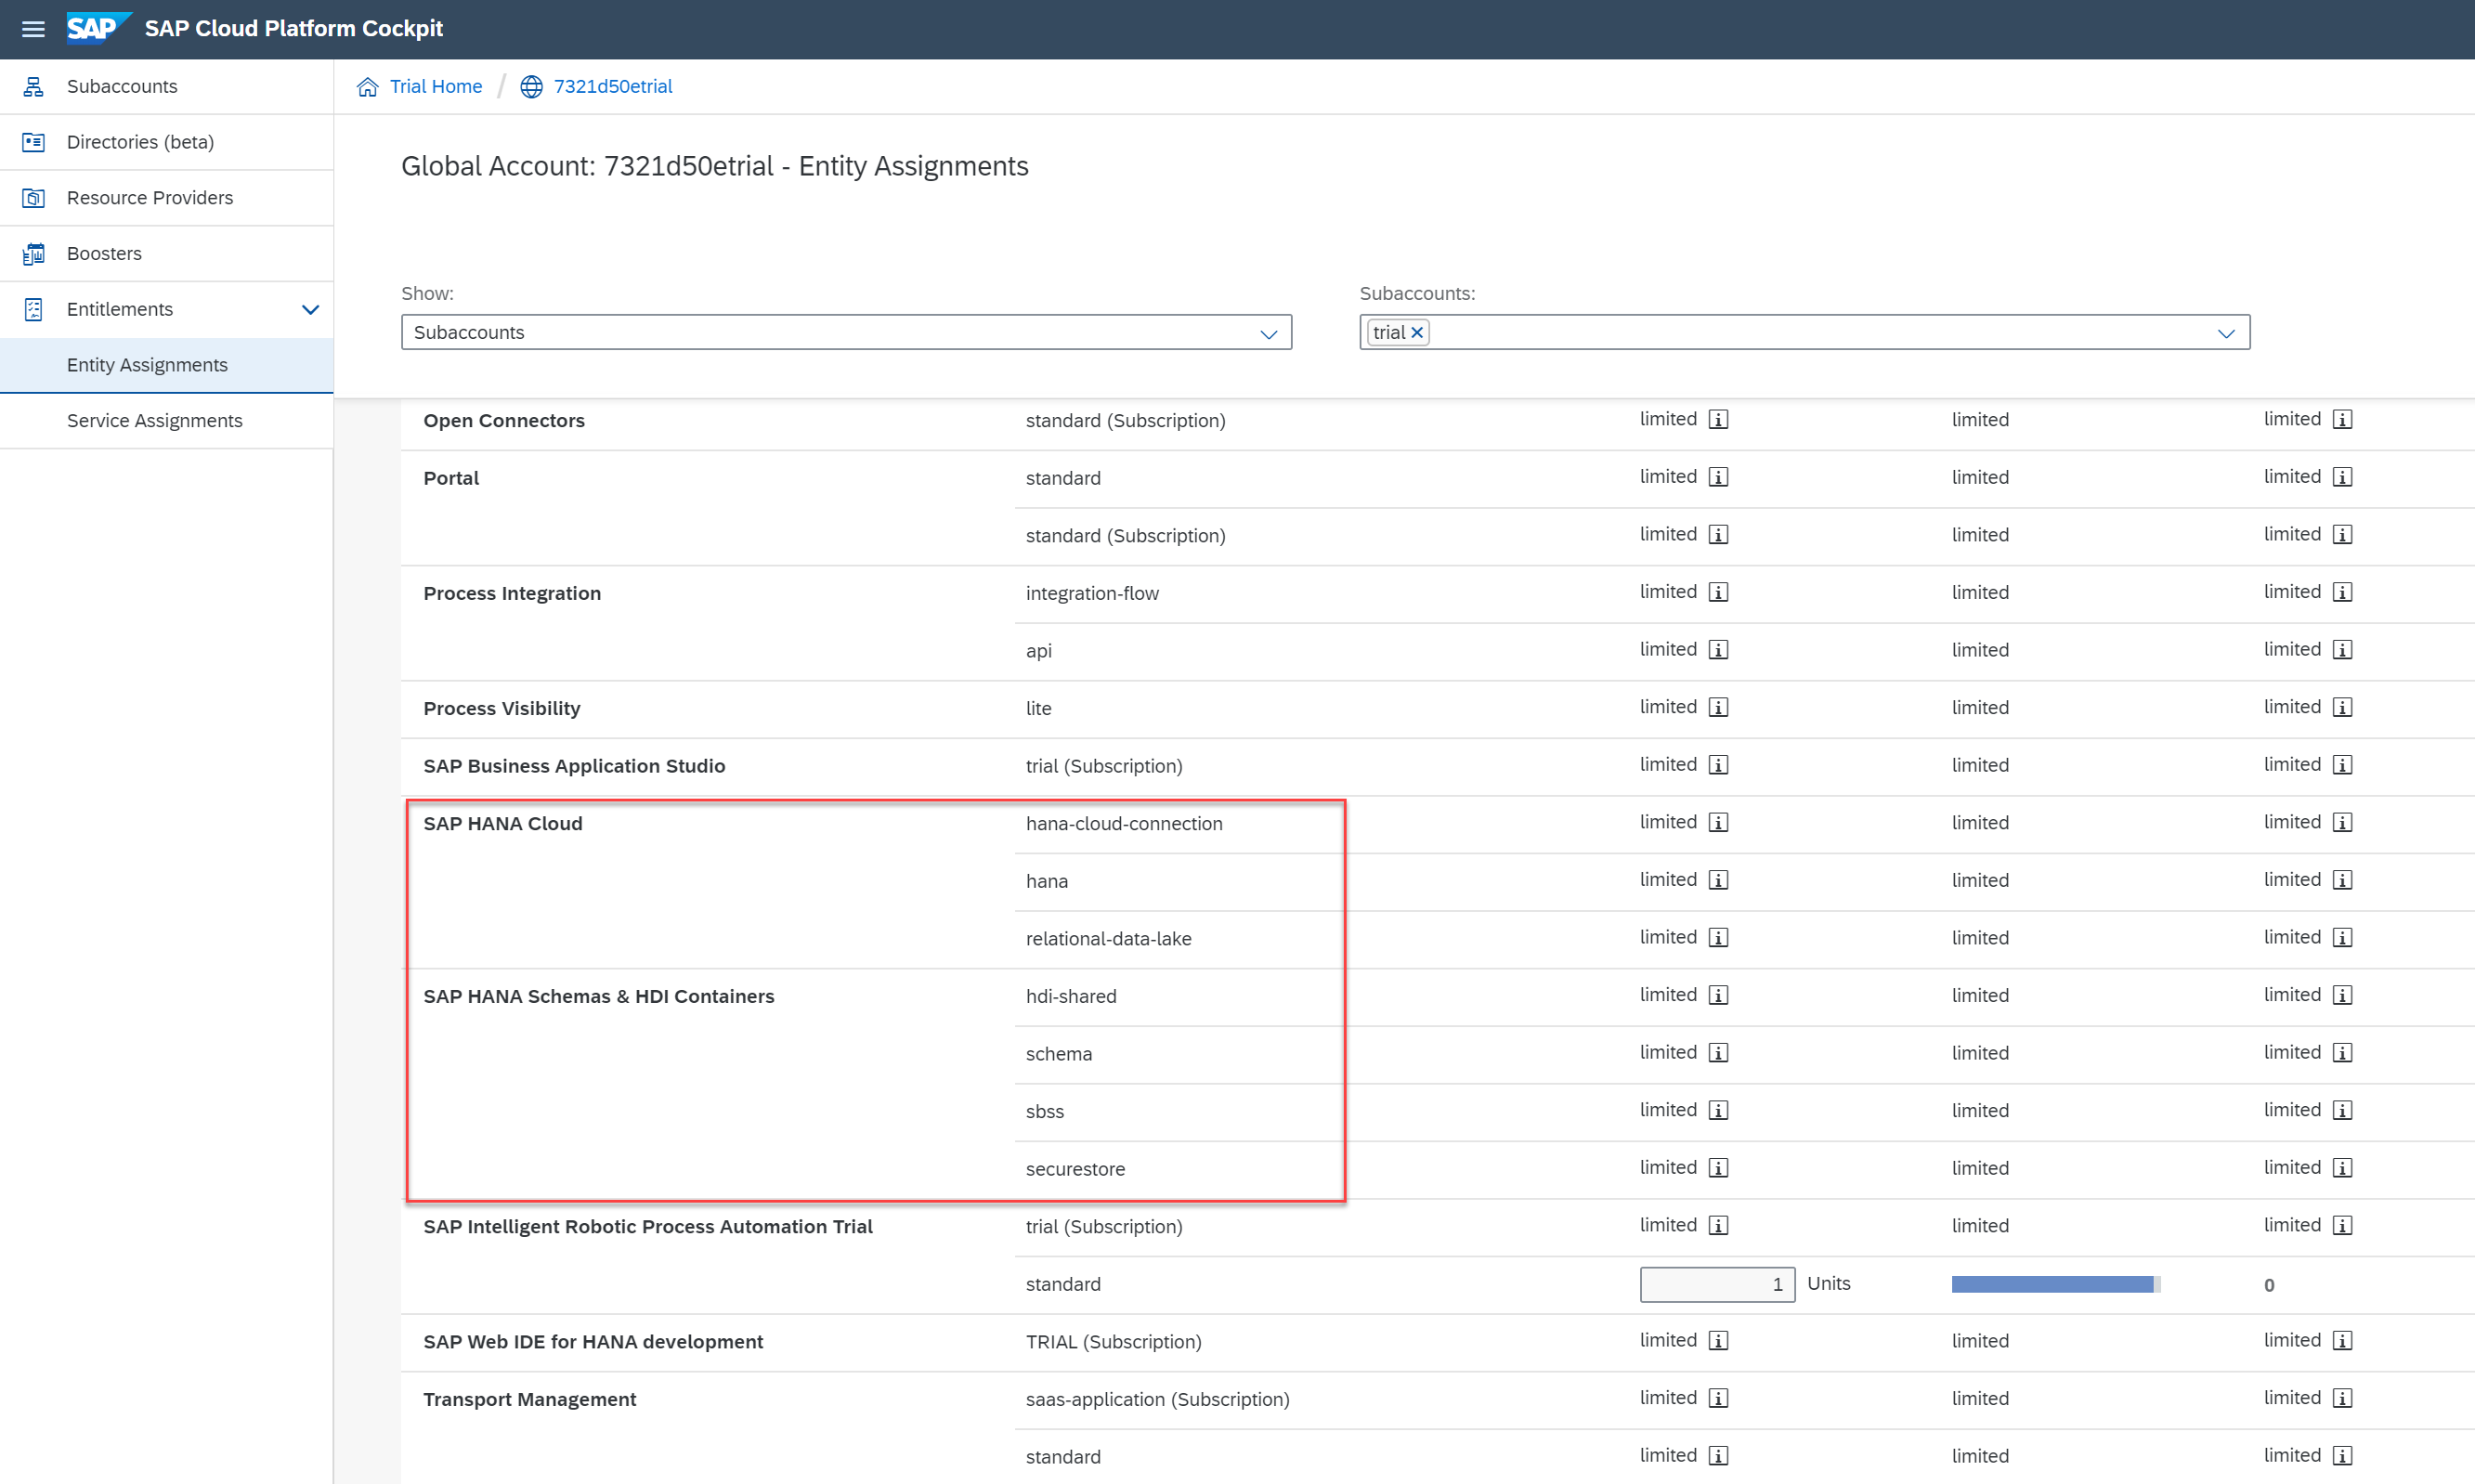 SAP SAP Cloud Platform Cockpit
Subaccounts
Directories (beta)
Resource Providers
Boosters
Entitlements
Entity Assignments
Service Assignments
Trial Home / 7321d50etrial
Global Account: 7321d50etrial - Entity Assignments
Show:
Subaccounts
Subaccounts:
trial
Open Connectors standard (Subscription) limited limited limited
Portal standard limited limited limited
standard (Subscription) limited limited limited
Process Integration integration-flow limited limited limited
api limited limited limited
Process Visibility lite limited limited limited
SAP Business Application Studio trial (Subscription) limited limited limited
SAP HANA Cloud hana-cloud-connection limited limited limited
hana limited limited limited
relational-data-lake limited limited limited
SAP HANA Schemas & HDI Containers hdi-shared limited limited limited
schema limited limited limited
sbss limited limited limited
securestore limited limited limited
SAP Intelligent Robotic Process Automation Trial trial (Subscription) limited limited limited
standard 1 Units 0
SAP Web IDE for HANA development TRIAL (Subscription) limited limited limited
Transport Management saas-application (Subscription) limited limited limited
standard limited limited limited